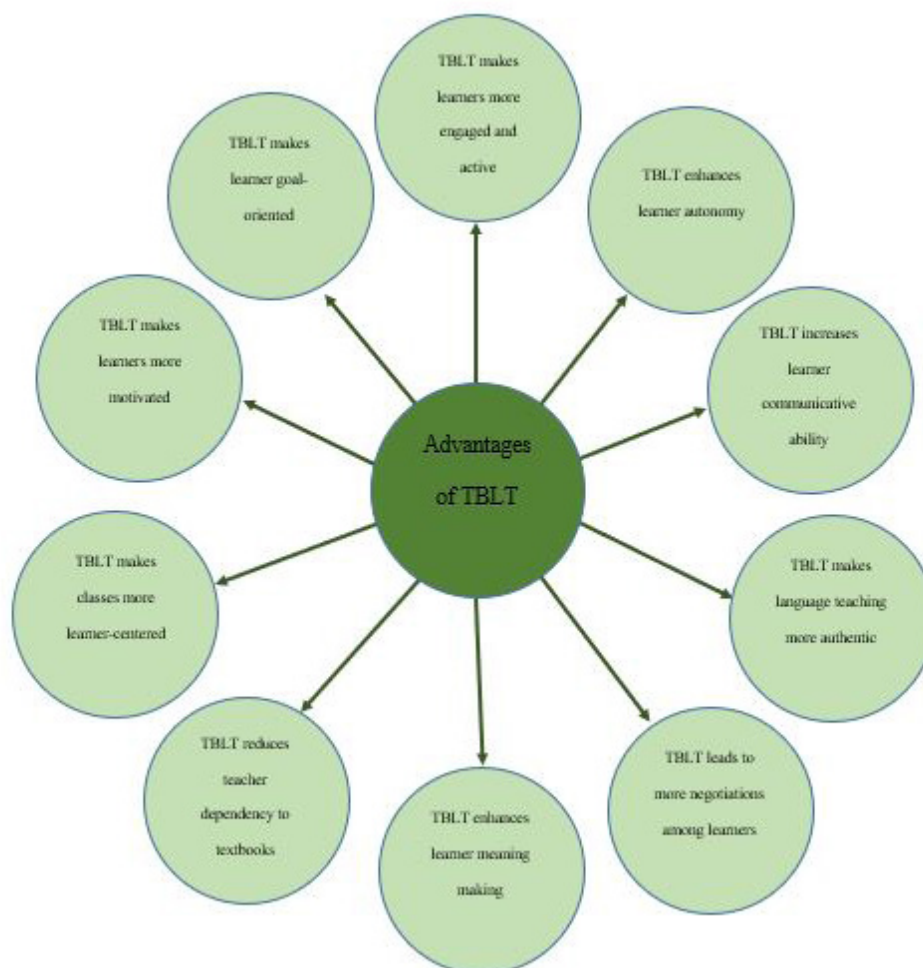 TBLT makes
learners more
engaged and
active
TBLT enhances
learner autonomy
TBLT increases
learner
communicative
ability
TBLT makes
language teaching
more authentic
TBLT leads to
more negotiations
among learners
TBLT enhances
learner meaning
making
TBLT reduces
teacher
dependency to
textbooks
TBLT makes
classes more
learner-centered
TBLT makes
learners more
motivated
TBLT makes
learner goal-
oriented
Advantages
of TBLT